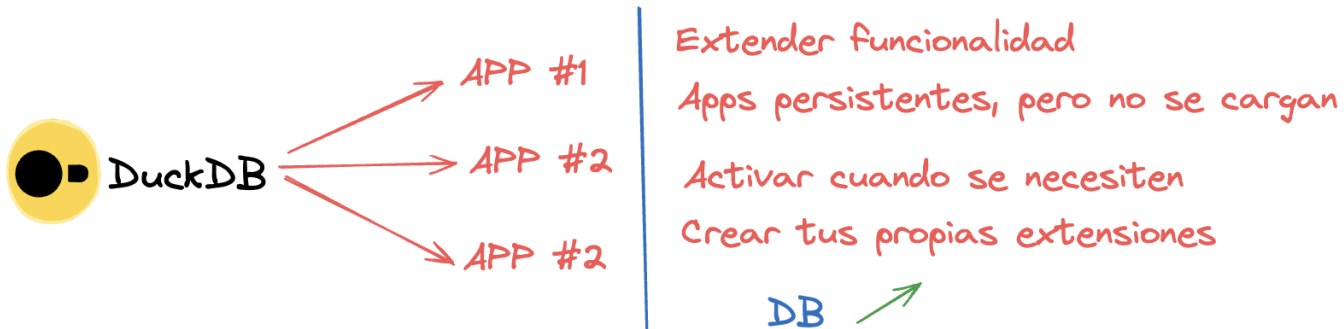 APP #1
DuckDB
APP #2
APP #2
Extender funcionalidad
Apps persistentes, pero no se cargan
Activar cuando se necesiten
Crear tus propias extensiones
DB